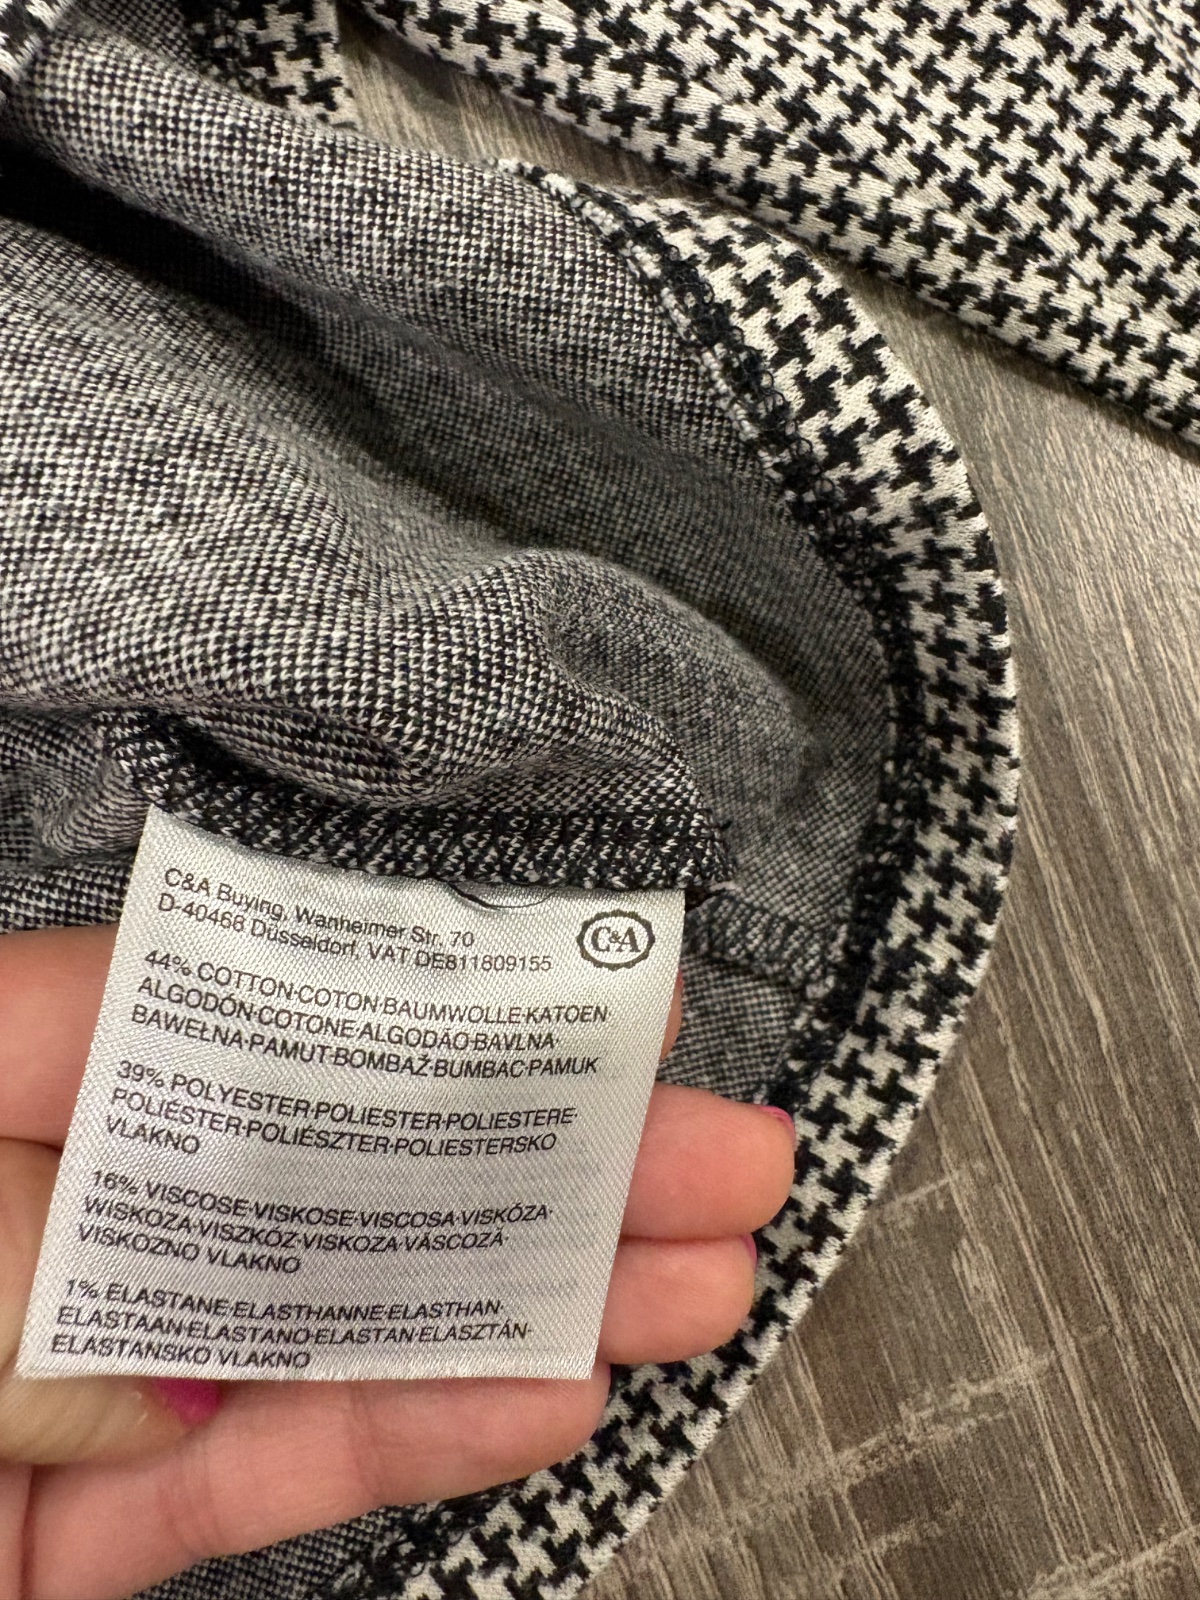 C&A Buying, Wanheimer Str. 70
D-40468 Düsseldorf, VAT DE811809155
C&A
44% COTTON·COTON·BAUMWOLLE·KATOEN
ALGODÓN·COTONE·ALGODÃO·BAVLNA·
BAWEŁNA·PAMUT·BOMBAŽ·BUMBAC·PAMUK
39% POLYESTER·POLIESTER·POLIESTERE·
POLIÉSTER·POLIÉSZTER·POLIESTERSKO
VLAKNO
16% VISCOSE·VISKOSE·VISCOSA·VISKÓZA·
WISKOZA·VISZKÓZ·VISKOZA·VÂSCOZÃ·
VISKOZNO VLAKNO
1% ELASTANE·ELASTHANNE·ELASTHAN·
ELASTAAN·ELASTANO·ELASTAN·ELASZTÁN·
ELASTANSKO VLAKNO